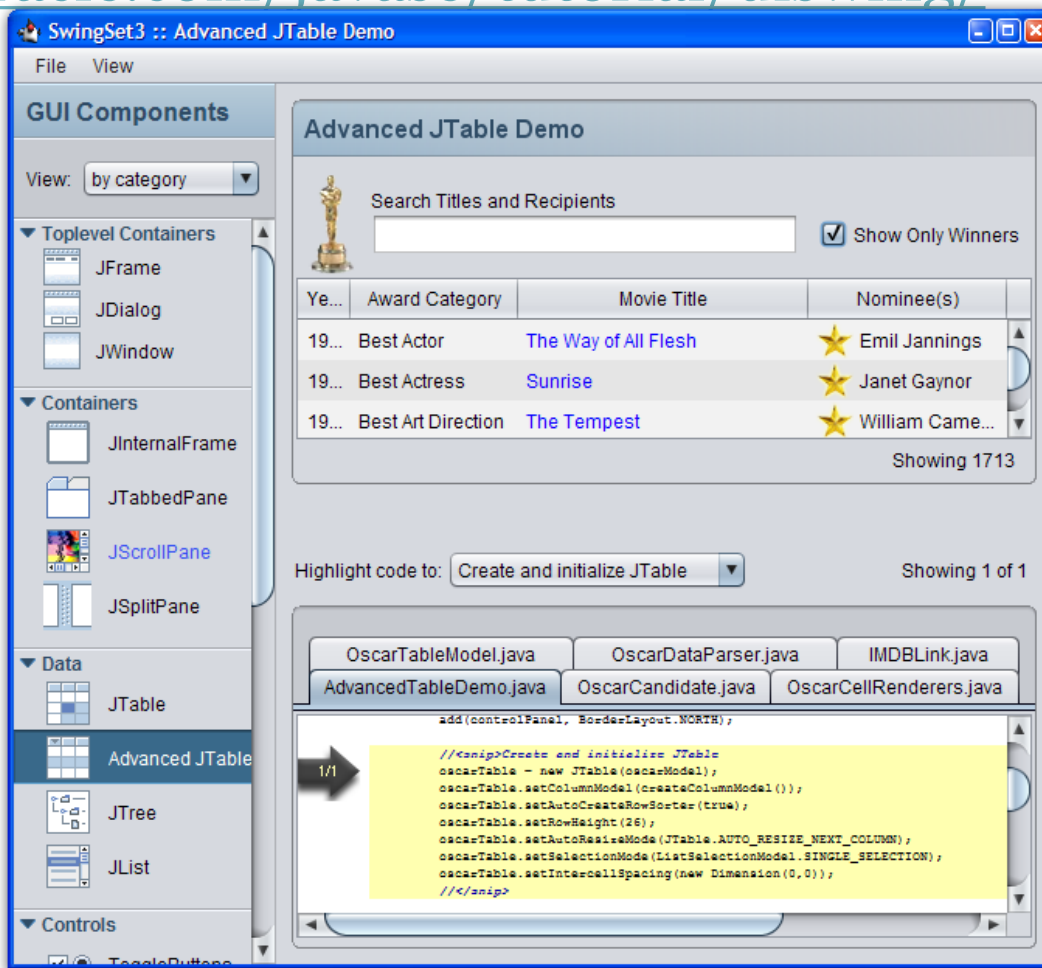 SwingSet3 :: Advanced JTable Demo
File View
GUI Components
View: by category
Toplevel Containers
JFrame
JDialog
JWindow
Containers
JInternalFrame
JTabbedPane
JScrollPane
JSplitPane
Data
JTable
Advanced JTable
JTree
JList
Controls
Advanced JTable Demo
Search Titles and Recipients
Show Only Winners
Ye... Award Category Movie Title Nominee(s)
19... Best Actor The Way of All Flesh Emil Jannings
19... Best Actress Sunrise Janet Gaynor
19... Best Art Direction The Tempest William Came...
Showing 1713
Highlight code to: Create and initialize JTable Showing 1 of 1
OscarTableModel.java OscarDataParser.java IMDBLink.java
AdvancedTableDemo.java OscarCandidate.java OscarCellRenderers.java
add(controlPanel, BorderLayout.NORTH);
1/1
//<snip>Create and initialize JTable
oscarTable = new JTable(oscarModel);
oscarTable.setColumnModel(createColumnModel());
oscarTable.setAutoCreateRowSorter(true);
oscarTable.setRowHeight(26);
oscarTable.setAutoResizeMode(JTable.AUTO_RESIZE_NEXT_COLUMN);
oscarTable.setSelectionMode(ListSelectionModel.SINGLE_SELECTION);
oscarTable.setIntercellSpacing(new Dimension(0,0));
//</snip>